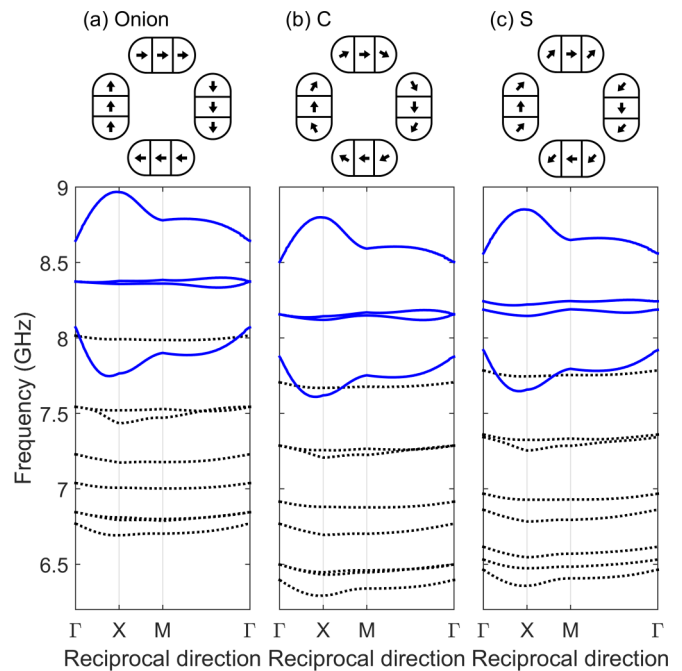 (a) Onion
(b) C
(c) S
Frequency (GHz)
9
8.5
8
7.5
7
6.5
Γ X M Γ
Γ X M Γ
Γ X M Γ
Reciprocal direction
Reciprocal direction
Reciprocal direction